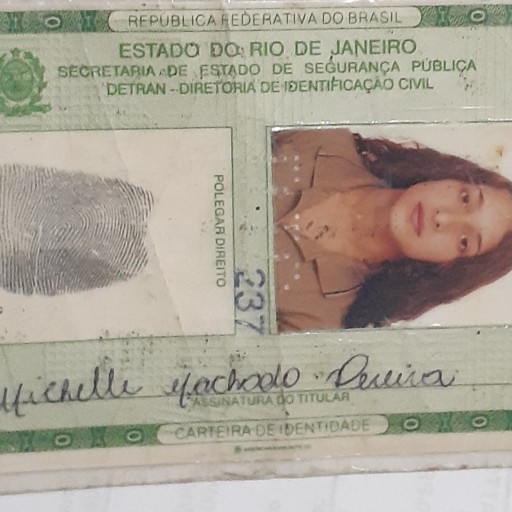 REPÚBLICA FEDERATIVA DO BRASIL
ESTADO DO RIO DE JANEIRO
SECRETARIA DE ESTADO DE SEGURANÇA PÚBLICA
DETRAN - DIRETORIA DE IDENTIFICAÇÃO CIVIL
POLEGAR DIREITO
237
Michelle Machado Pereira
ASSINATURA DO TITULAR
CARTEIRA DE IDENTIDADE